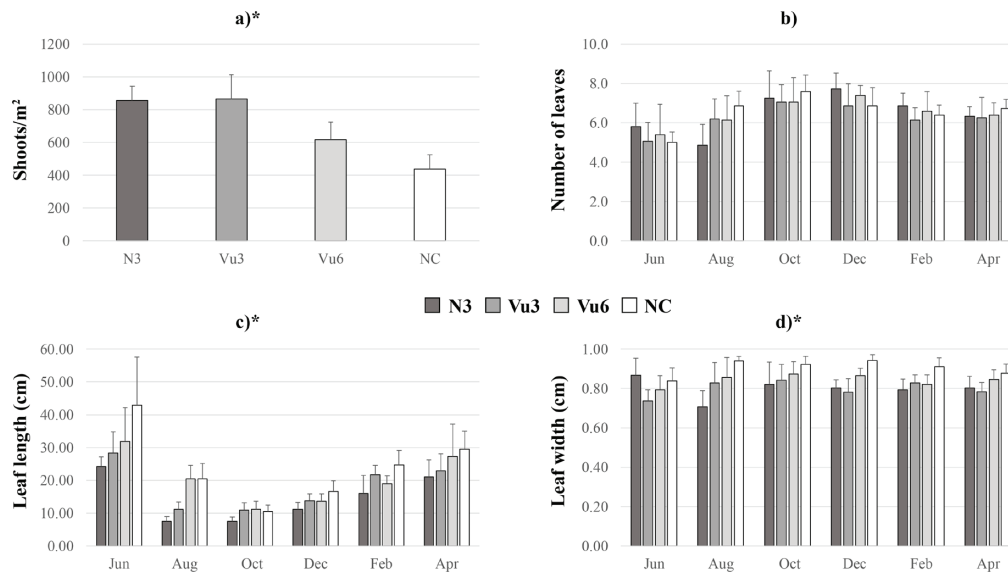 a)*
Shoots/m²
1200
1000
800
600
400
200
0
N3 Vu3 Vu6 NC
b)
Number of leaves
10.0
8.0
6.0
4.0
2.0
0.0
Jun Aug Oct Dec Feb Apr
N3 Vu3 Vu6 NC
c)*
Leaf length (cm)
60.00
50.00
40.00
30.00
20.00
10.00
0.00
Jun Aug Oct Dec Feb Apr
d)*
Leaf width (cm)
1.00
0.80
0.60
0.40
0.20
0.00
Jun Aug Oct Dec Feb Apr